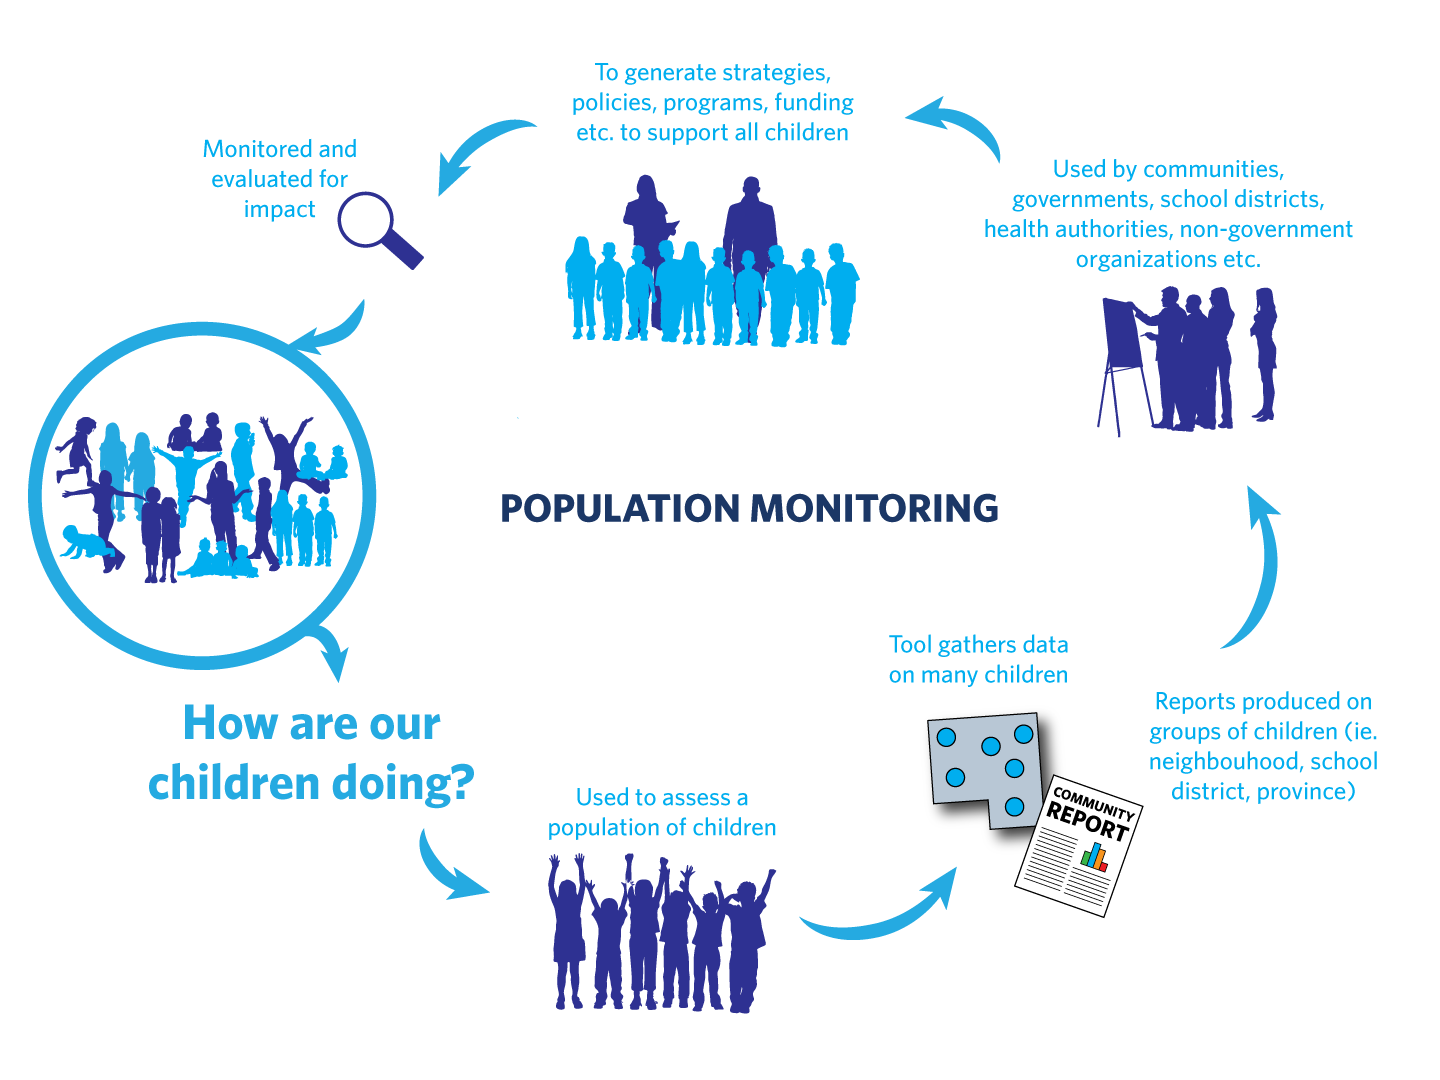 To generate strategies,
policies, programs, funding
etc. to support all children
Monitored and
evaluated for
impact
Used by communities,
governments, school districts,
health authorities, non-government
organizations etc.
POPULATION MONITORING
How are our
children doing?
Used to assess a
population of children
Tool gathers data
on many children
COMMUNITY
REPORT
Reports produced on
groups of children (ie.
neighbouhood, school
district, province)